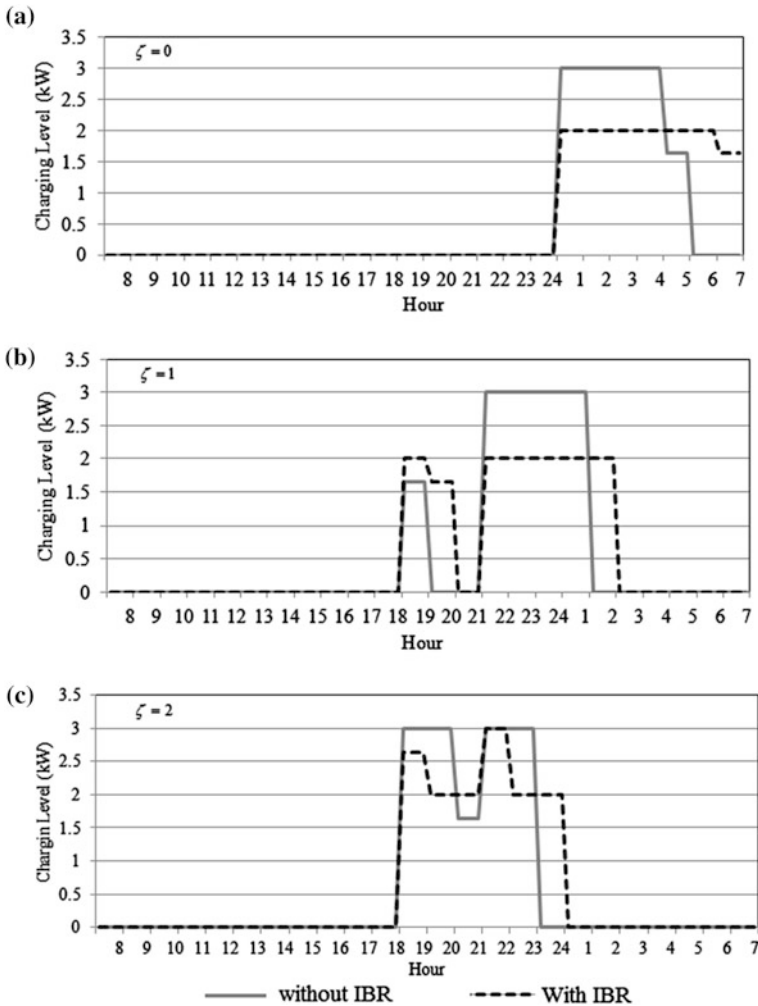 (a)
ζ = 0
Charging Level (kW)
3.5
3
2.5
2
1.5
1
0.5
0
8 9 10 11 12 13 14 15 16 17 18 19 20 21 22 23 24 1 2 3 4 5 6 7
Hour
(b)
ζ = 1
Charging Level (kW)
3.5
3
2.5
2
1.5
1
0.5
0
8 9 10 11 12 13 14 15 16 17 18 19 20 21 22 23 24 1 2 3 4 5 6 7
Hour
(c)
ζ = 2
Chargin Level (kW)
3.5
3
2.5
2
1.5
1
0.5
0
8 9 10 11 12 13 14 15 16 17 18 19 20 21 22 23 24 1 2 3 4 5 6 7
Hour
without IBR With IBR